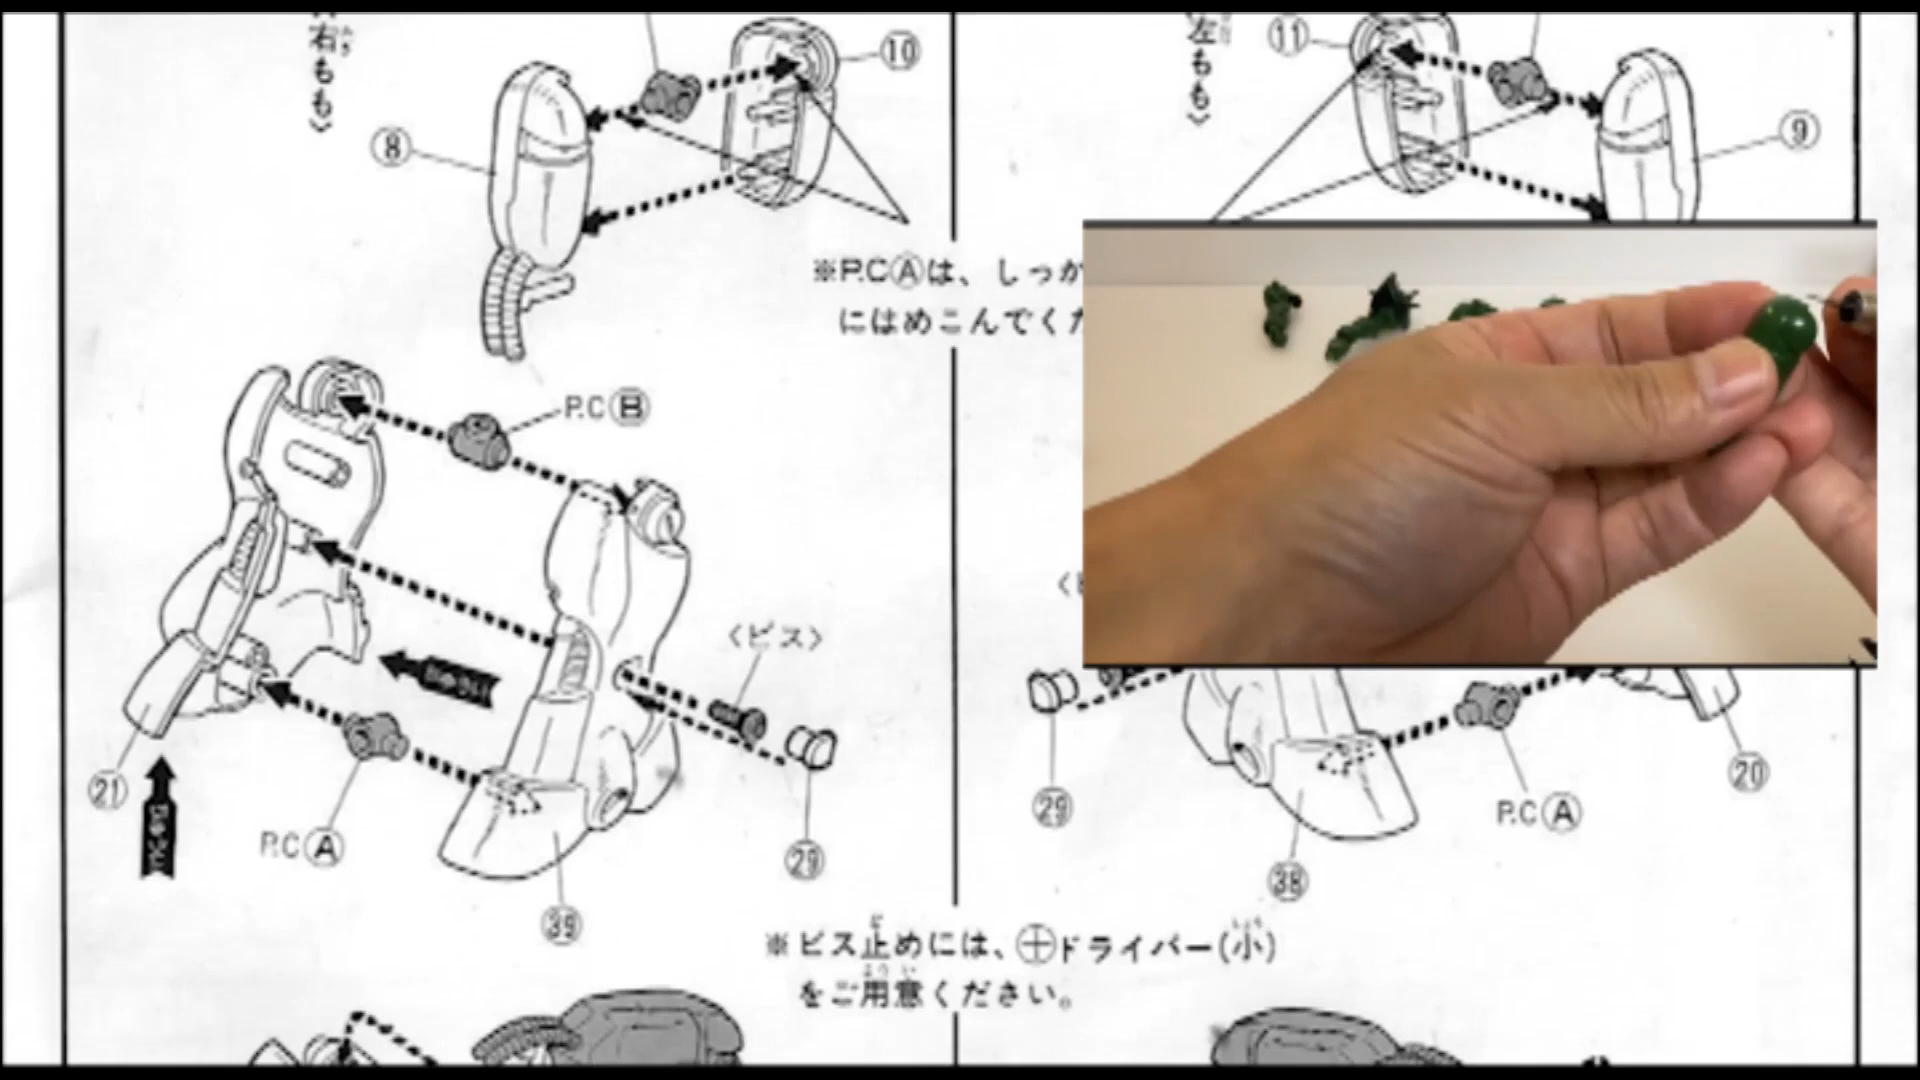 右もも〉
⑩
⑧
左もも〉
⑪
⑨
※P.CⒶは、しっか
にはめこんでくだ
P.CⒷ
〈ビス〉
㉑
P.CⒶ
㉙
㊴
㉙
P.CⒶ
⑳
㊳
※ビス止めには、⊕ドライバー(小)
をご用意ください。